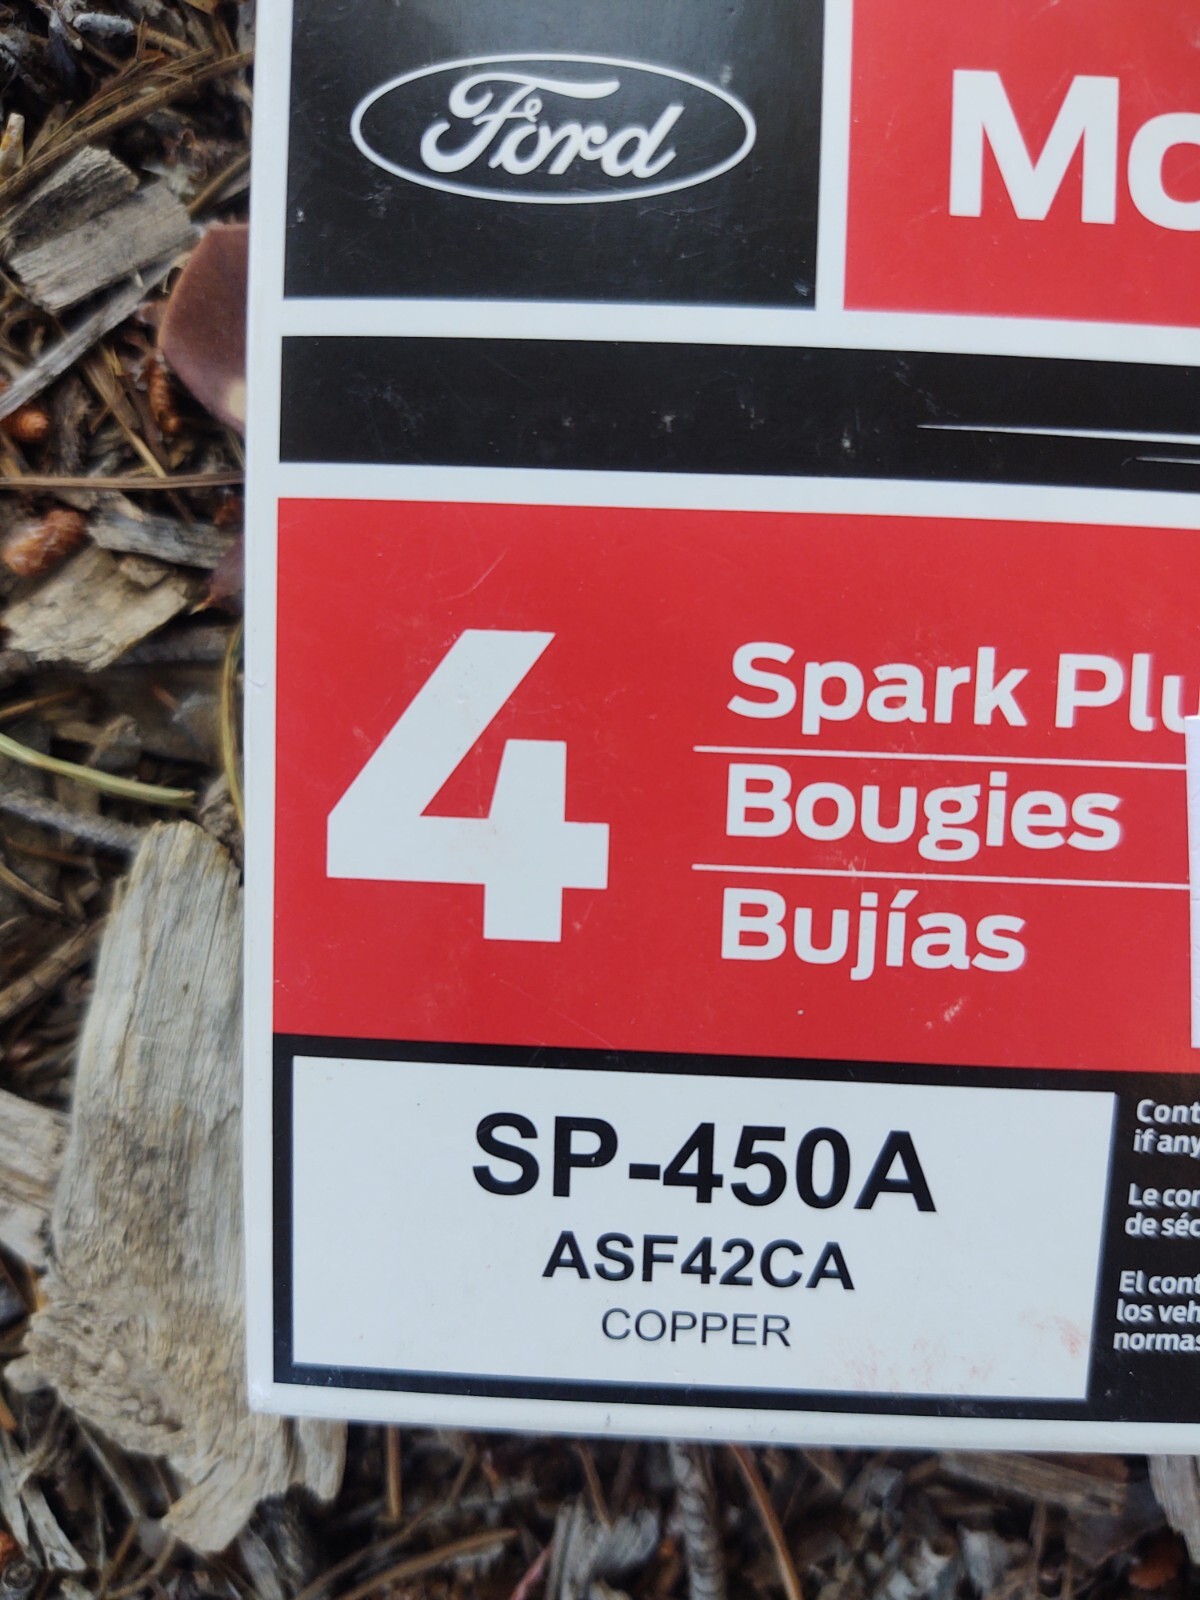 Ford
Mo
4
Spark Plu
Bougies
Bujías
SP-450A
ASF42CA
COPPER
Cont
if any
Le con
de séc
El cont
los veh
normas